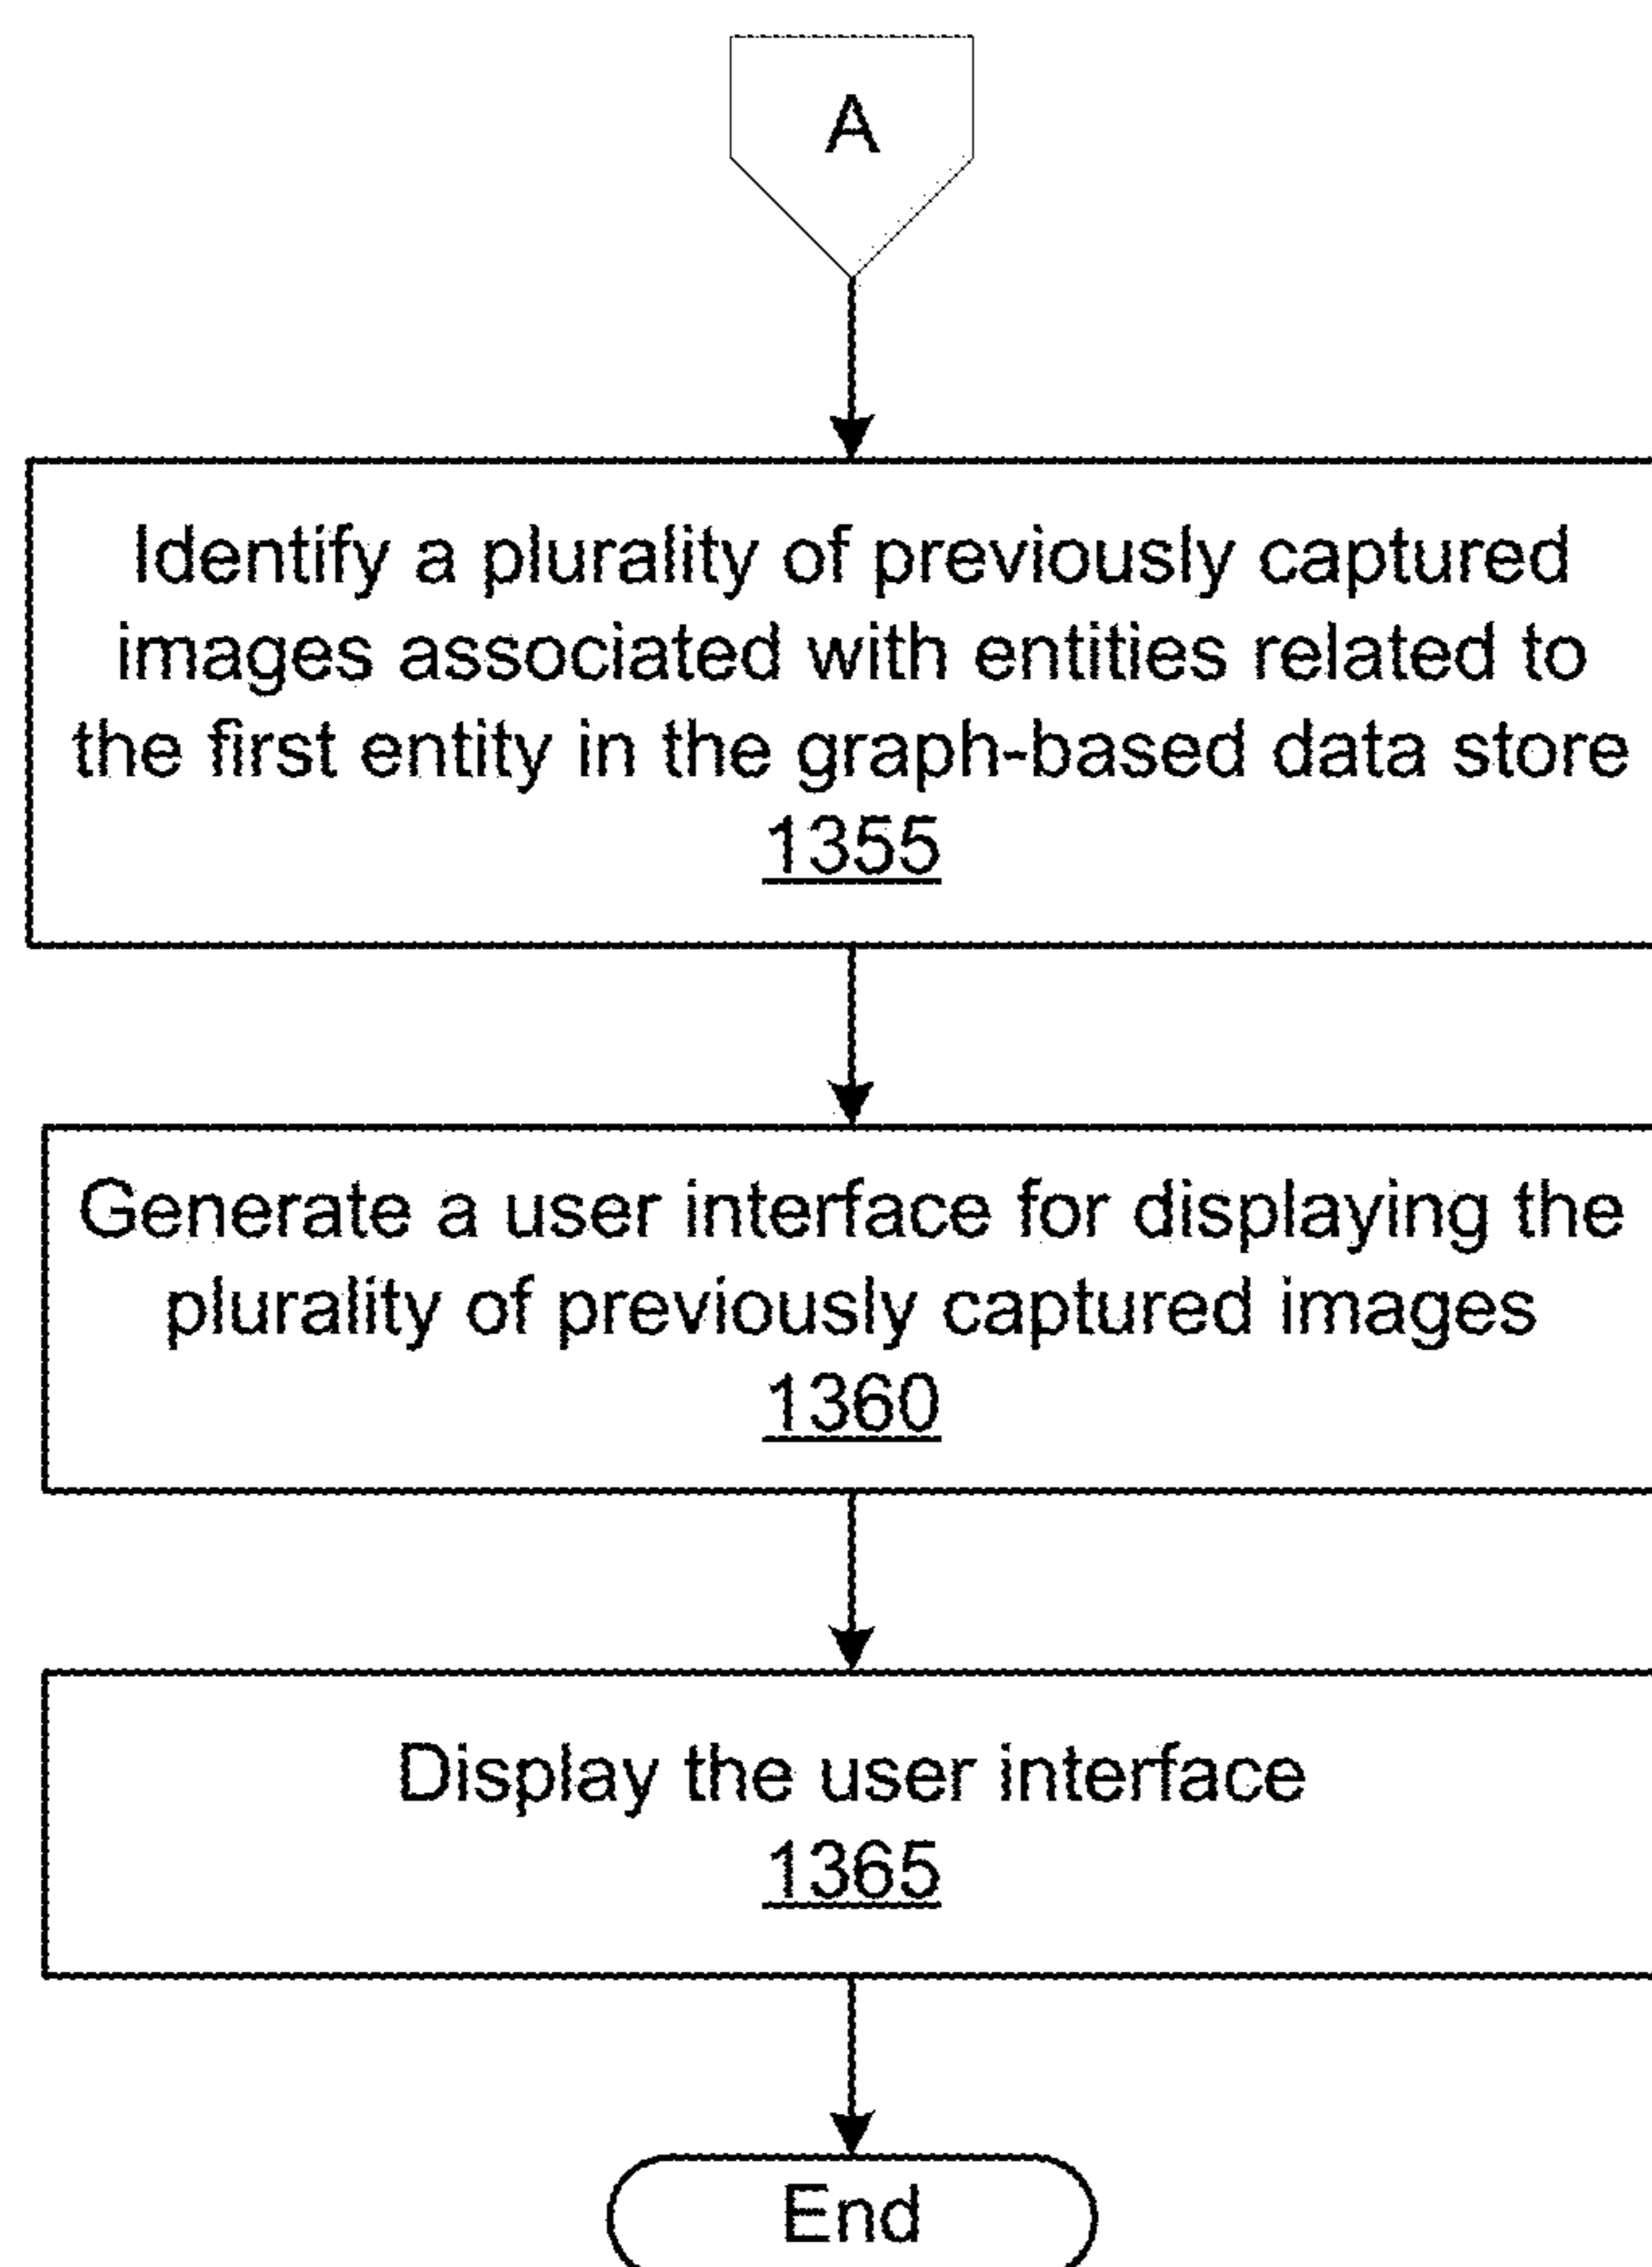 A
Identify a plurality of previously captured
images associated with entities related to
the first entity in the graph-based data store
1355
Generate a user interface for displaying the
plurality of previously captured images
1360
Display the user interface
1365
End